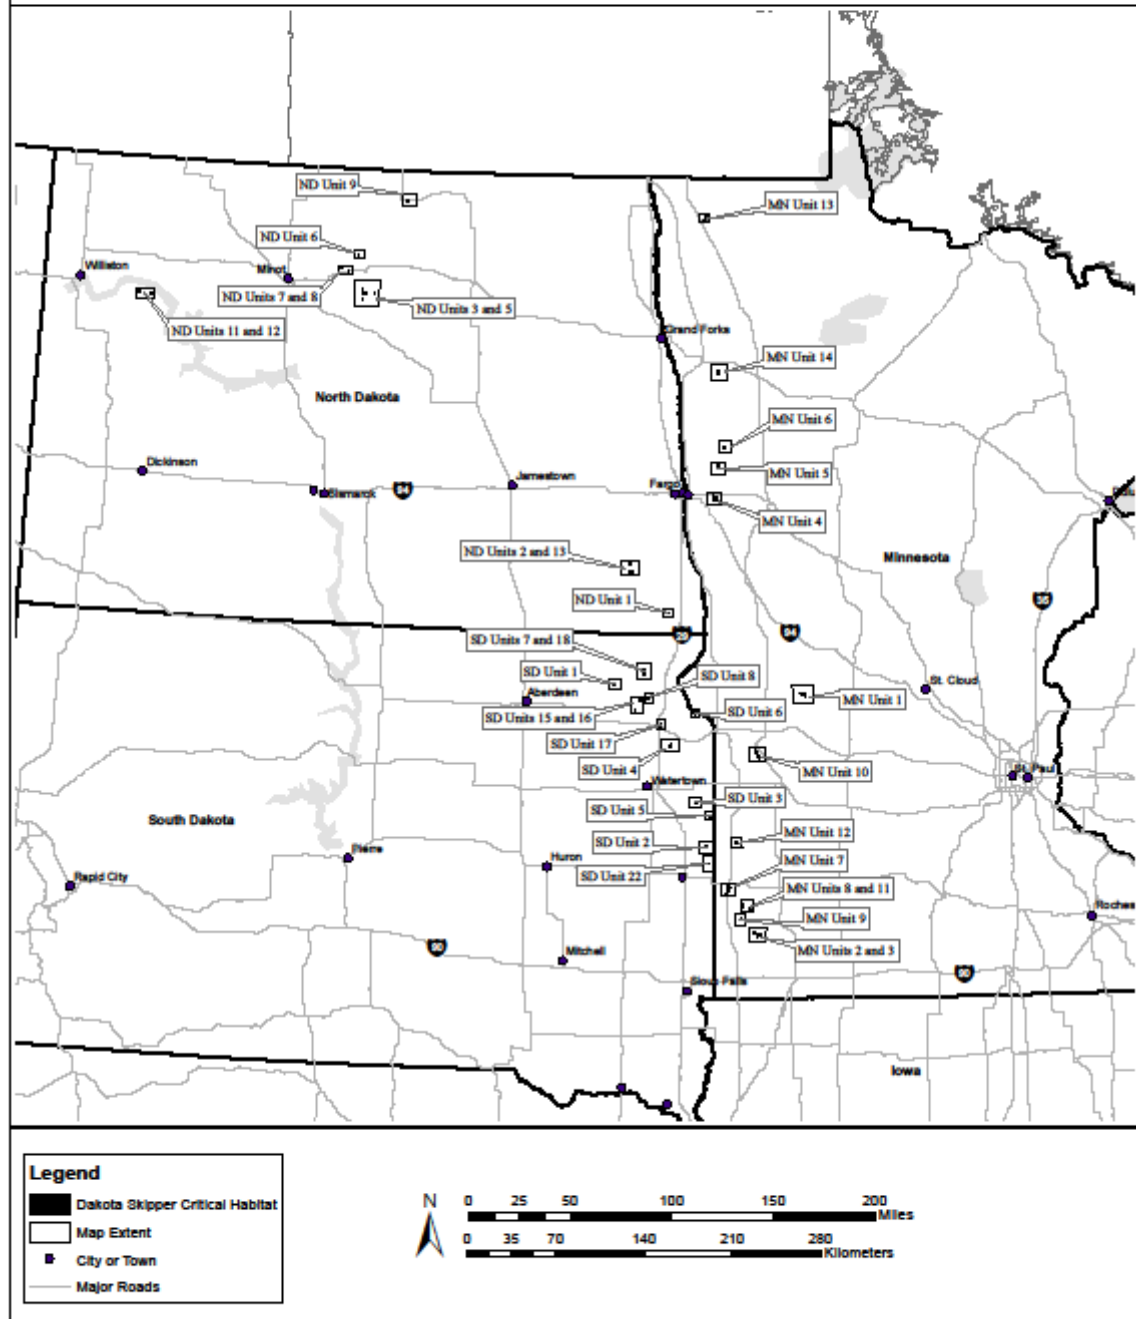 ND Unit 9
MN Unit 13
ND Unit 6
Williston
Minot
ND Units 7 and 8
ND Units 3 and 5
ND Units 11 and 12
Grand Forks
MN Unit 14
North Dakota
MN Unit 6
Dickinson
MN Unit 5
Jamestown
Fargo
Bismarck
94
MN Unit 4
ND Units 2 and 13
Minnesota
ND Unit 1
35
29
94
SD Units 7 and 18
SD Unit 1
SD Unit 8
St. Cloud
Aberdeen
MN Unit 1
SD Units 15 and 16
SD Unit 6
SD Unit 17
SD Unit 4
MN Unit 10
St. Paul
Watertown
SD Unit 3
SD Unit 5
South Dakota
MN Unit 12
SD Unit 2
Pierre
Huron
MN Unit 7
SD Unit 22
Rapid City
MN Units 8 and 11
Roches
MN Unit 9
90
Mitchell
MN Units 2 and 3
90
Sioux Falls
Iowa
Legend
Dakota Skipper Critical Habitat
Map Extent
City or Town
Major Roads
N
0 25 50 100 150 200
Miles
0 35 70 140 210 280
Kilometers